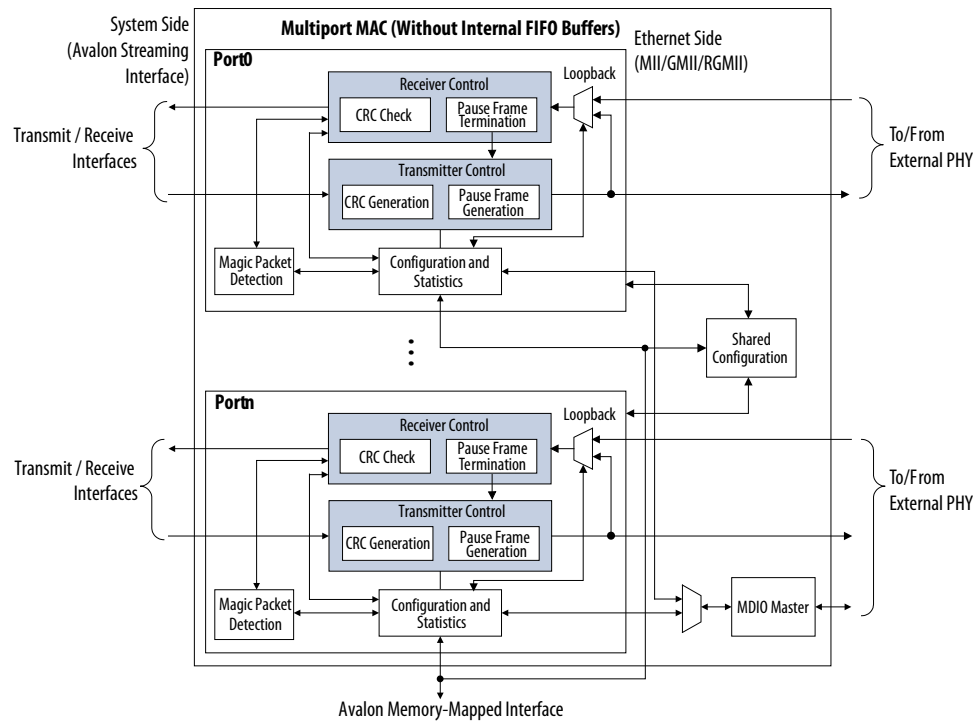 System Side
(Avalon Streaming
Interface)
Multiport MAC (Without Internal FIFO Buffers)
Ethernet Side
(MII/GMII/RGMII)
Port0
Receiver Control
CRC Check
Pause Frame
Termination
Loopback
Transmit / Receive
Interfaces
To/From
External PHY
Transmitter Control
CRC Generation
Pause Frame
Generation
Magic Packet
Detection
Configuration and
Statistics
Shared
Configuration
Portn
Receiver Control
CRC Check
Pause Frame
Termination
Loopback
Transmit / Receive
Interfaces
To/From
External PHY
Transmitter Control
CRC Generation
Pause Frame
Generation
Magic Packet
Detection
Configuration and
Statistics
MDIO Master
Avalon Memory-Mapped Interface